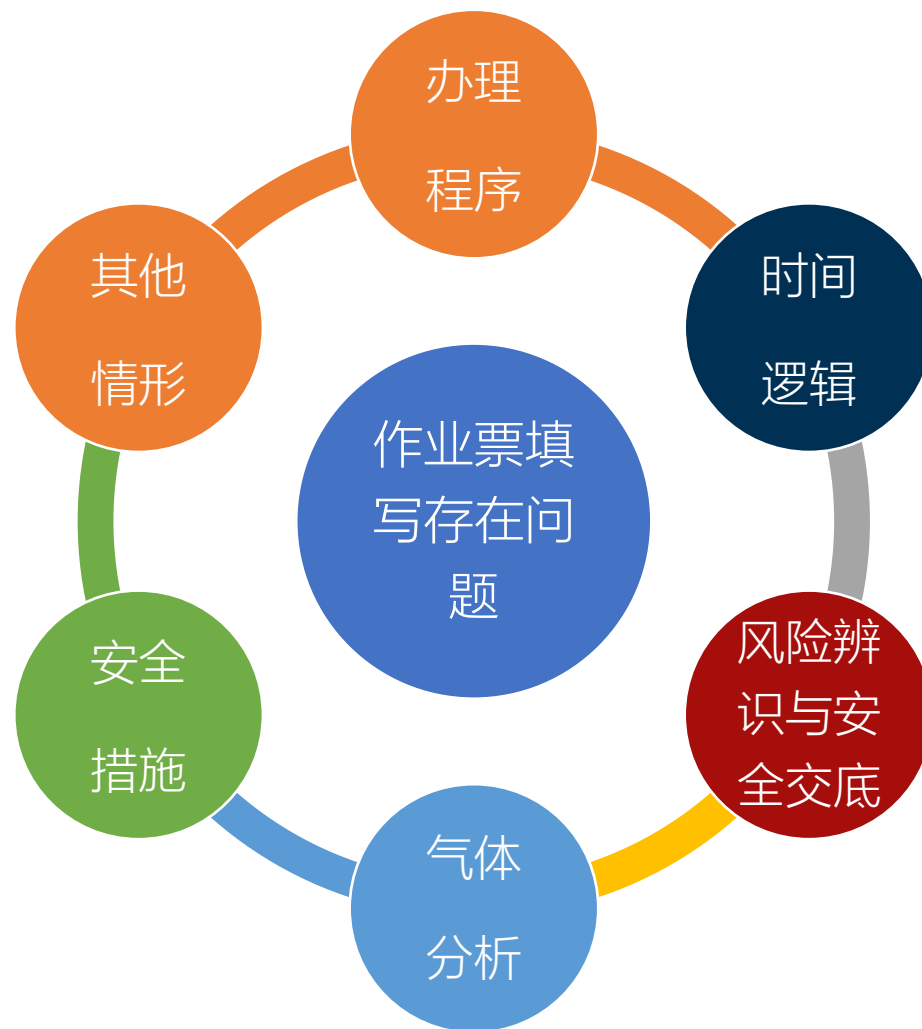 办理
程序
时间
逻辑
风险辨
识与安
全交底
气体
分析
安全
措施
其他
情形
作业票填
写存在问
题